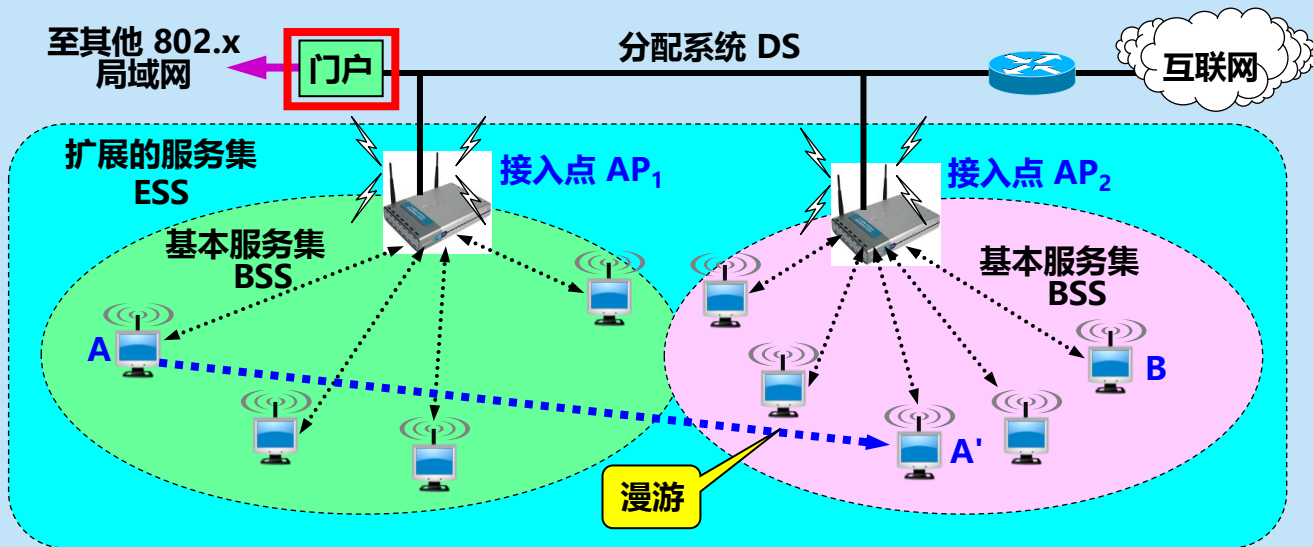 至其他 802.x
局域网
门户
分配系统 DS
互联网
扩展的服务集
ESS
接入点 AP₁
接入点 AP₂
基本服务集
BSS
基本服务集
BSS
A
B
A'
漫游